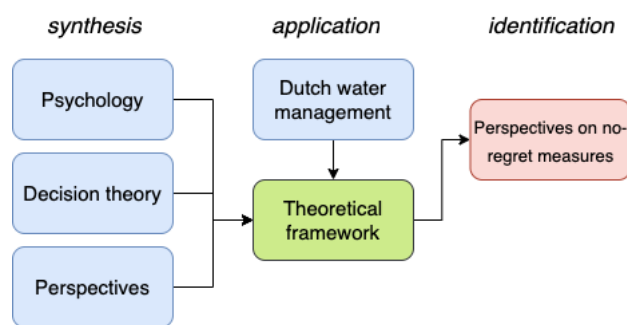 synthesis
application
identification
Psychology
Decision theory
Perspectives
Dutch water
management
Theoretical
framework
Perspectives on no-
regret measures